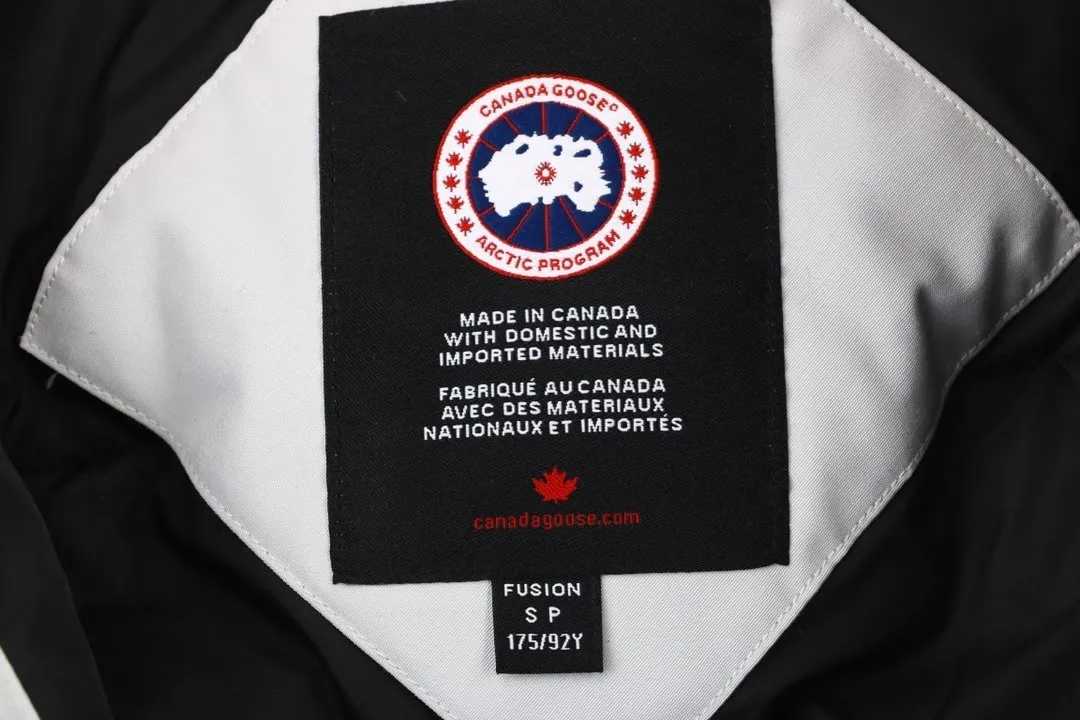 CANADA GOOSE®
ARCTIC PROGRAM
MADE IN CANADA
WITH DOMESTIC AND
IMPORTED MATERIALS
FABRIQUÉ AU CANADA
AVEC DES MATERIAUX
NATIONAUX ET IMPORTÉS
canadagoose.com
FUSION
S P
175/92Y